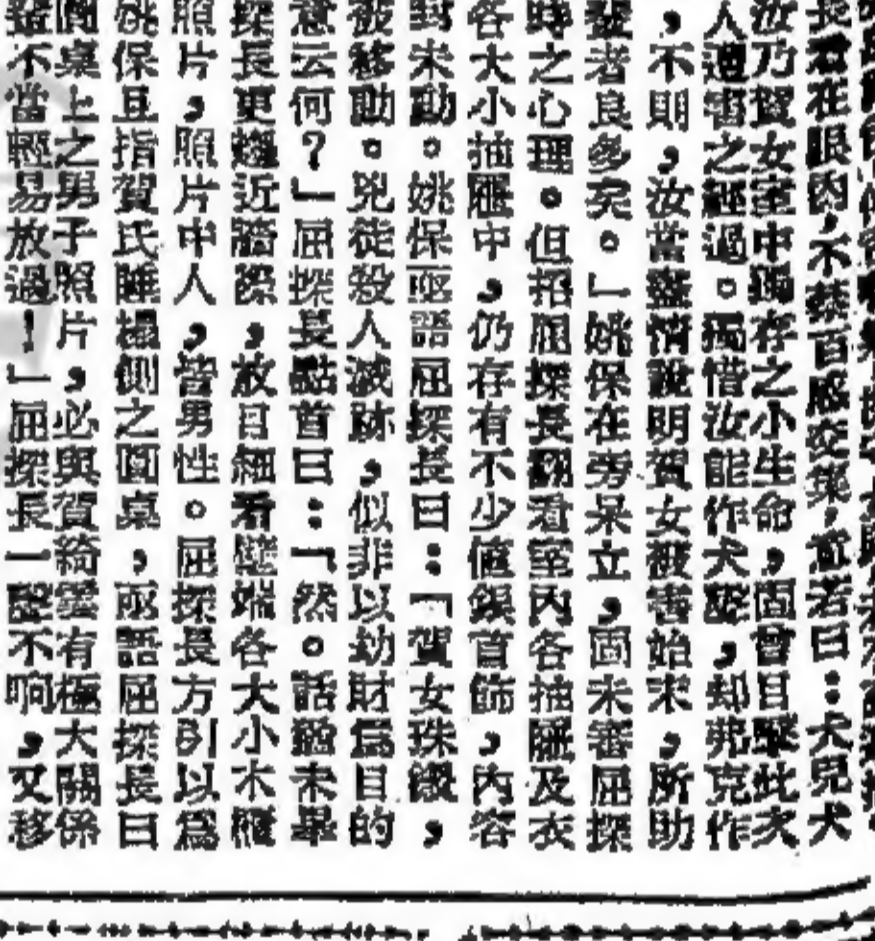 長君在眼內，不禁百感交集，意若曰：犬兒犬
汝乃賀女室中獨存之小生命，固曾目擊此次
人遭害之經過。獨惜汝能作犬吠，却弗克作
，不則，汝當盡情說明賀女被害始末，所助
者良多矣。」姚保在旁呆立，固未審屈探
時之心理。但招屈探長翻看室內各抽屜及衣
各大小抽屜中，仍存有不少值銀首飾，內容
封未動。姚保亟語屈探長曰：「賀女珠鑽，
被移動。兇徒殺人滅跡，似非以劫財爲目的
意云何？」屈探長點首曰：「然。話猶未畢
探長更趨近牆際，放目細看壁端各大小木框
照片，照片中人，皆男性。屈探長方引以爲
姚保且指賀氏睡榻側之圓桌，亟語屈探長曰
圓桌上之男子照片，必與賀綺雲有極大關係
不當輕易放過！」屈探長一聲不响，又移